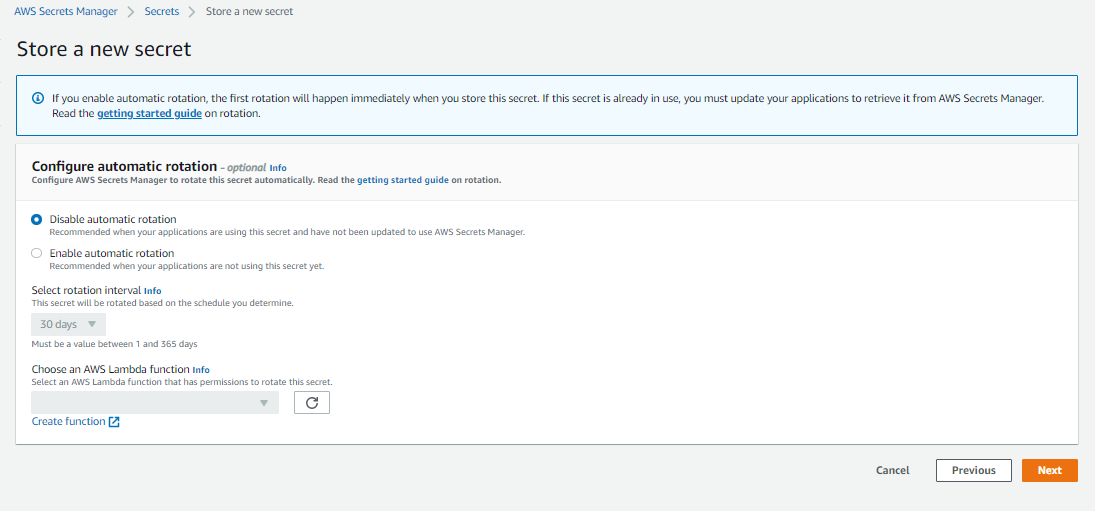 AWS Secrets Manager > Secrets > Store a new secret
Store a new secret
If you enable automatic rotation, the first rotation will happen immediately when you store this secret. If this secret is already in use, you must update your applications to retrieve it from AWS Secrets Manager.
Read the getting started guide on rotation.
Configure automatic rotation - optional Info
Configure AWS Secrets Manager to rotate this secret automatically. Read the getting started guide on rotation.
Disable automatic rotation
Recommended when your applications are using this secret and have not been updated to use AWS Secrets Manager.
Enable automatic rotation
Recommended when your applications are not using this secret yet.
Select rotation interval Info
This secret will be rotated based on the schedule you determine.
30 days
Must be a value between 1 and 365 days
Choose an AWS Lambda function Info
Select an AWS Lambda function that has permissions to rotate this secret.
Create function
Cancel Previous Next